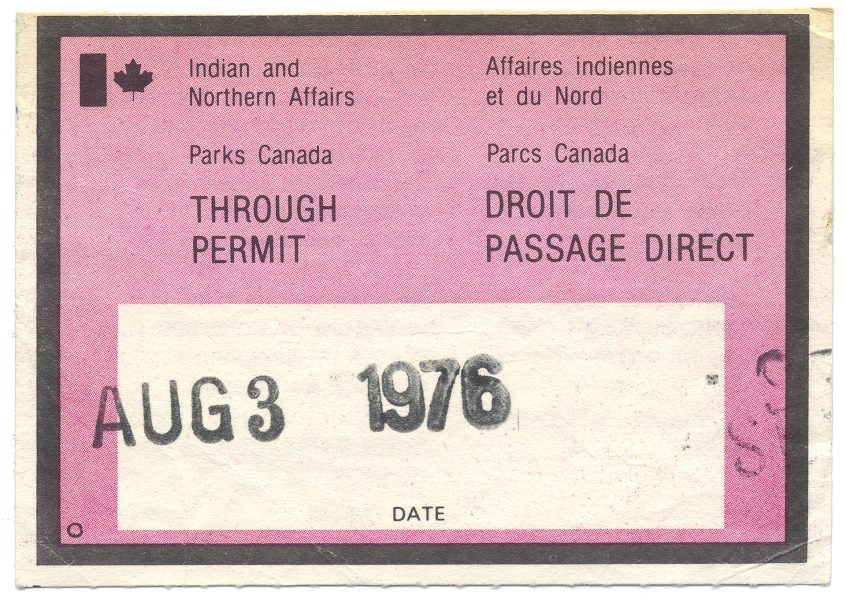 Indian and
Northern Affairs
Parks Canada
THROUGH
PERMIT
Affaires indiennes
et du Nord
Parcs Canada
DROIT DE
PASSAGE DIRECT
AUG 3 1976
DATE